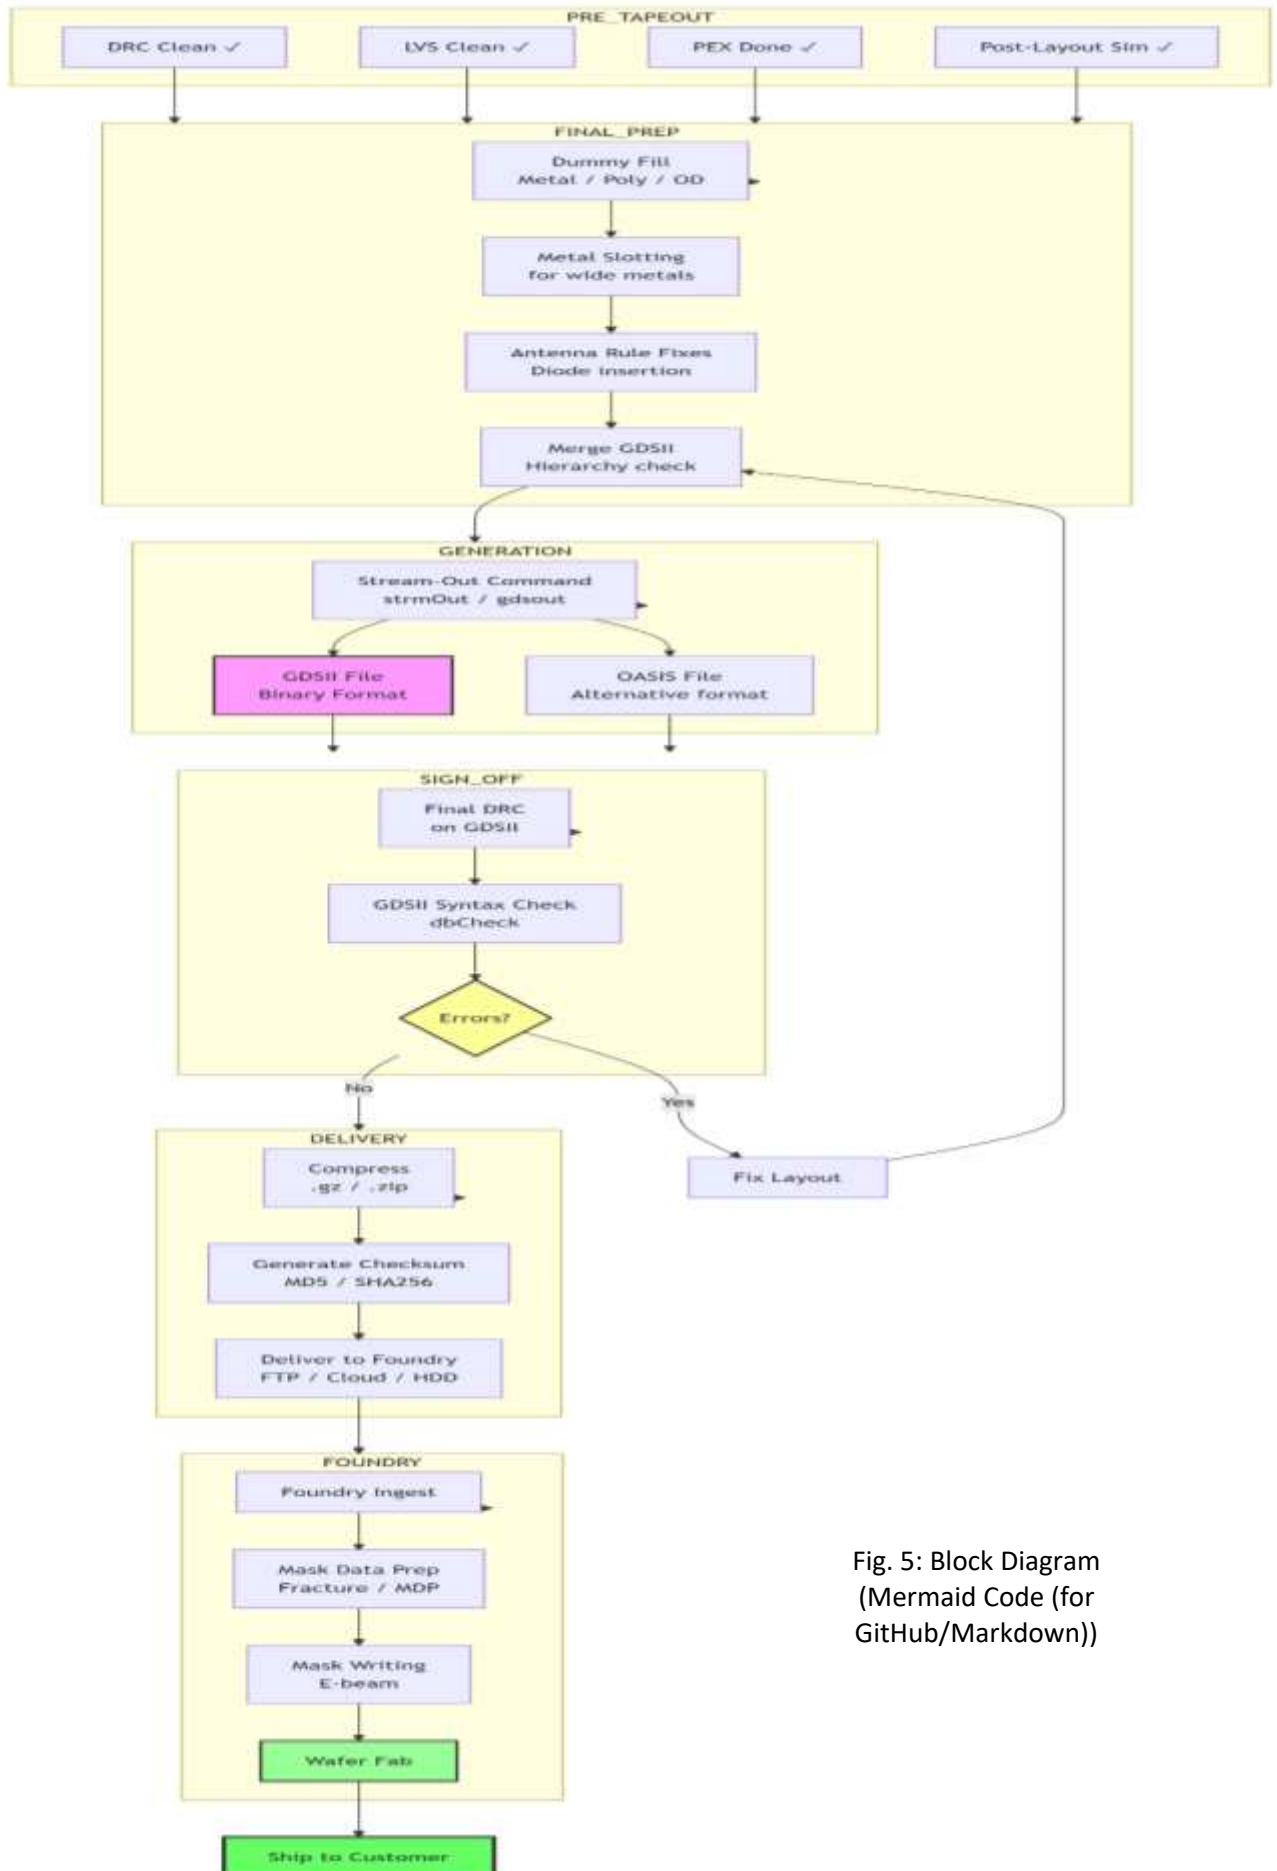 PRE_TAPEOUT
DRC Clean ✓
LVS Clean ✓
PEX Done ✓
Post-Layout Sim ✓
FINAL_PREP
Dummy Fill
Metal / Poly / OD
Metal Slotting
for wide metals
Antenna Rule Fixes
Diode insertion
Merge GDSII
Hierarchy check
GENERATION
Stream-Out Command
strmOut / gdsout
GDSII File
Binary Format
OASIS File
Alternative format
SIGN_OFF
Final DRC
on GDSII
GDSII Syntax Check
dbCheck
Errors?
No
Yes
DELIVERY
Compress
.gz / .zip
Fix Layout
Generate Checksum
MD5 / SHA256
Deliver to Foundry
FTP / Cloud / HDD
FOUNDRY
Foundry Ingest
Mask Data Prep
Fracture / MDP
Mask Writing
E-beam
Wafer Fab
Ship to Customer
Fig. 5: Block Diagram
(Mermaid Code (for
GitHub/Markdown))